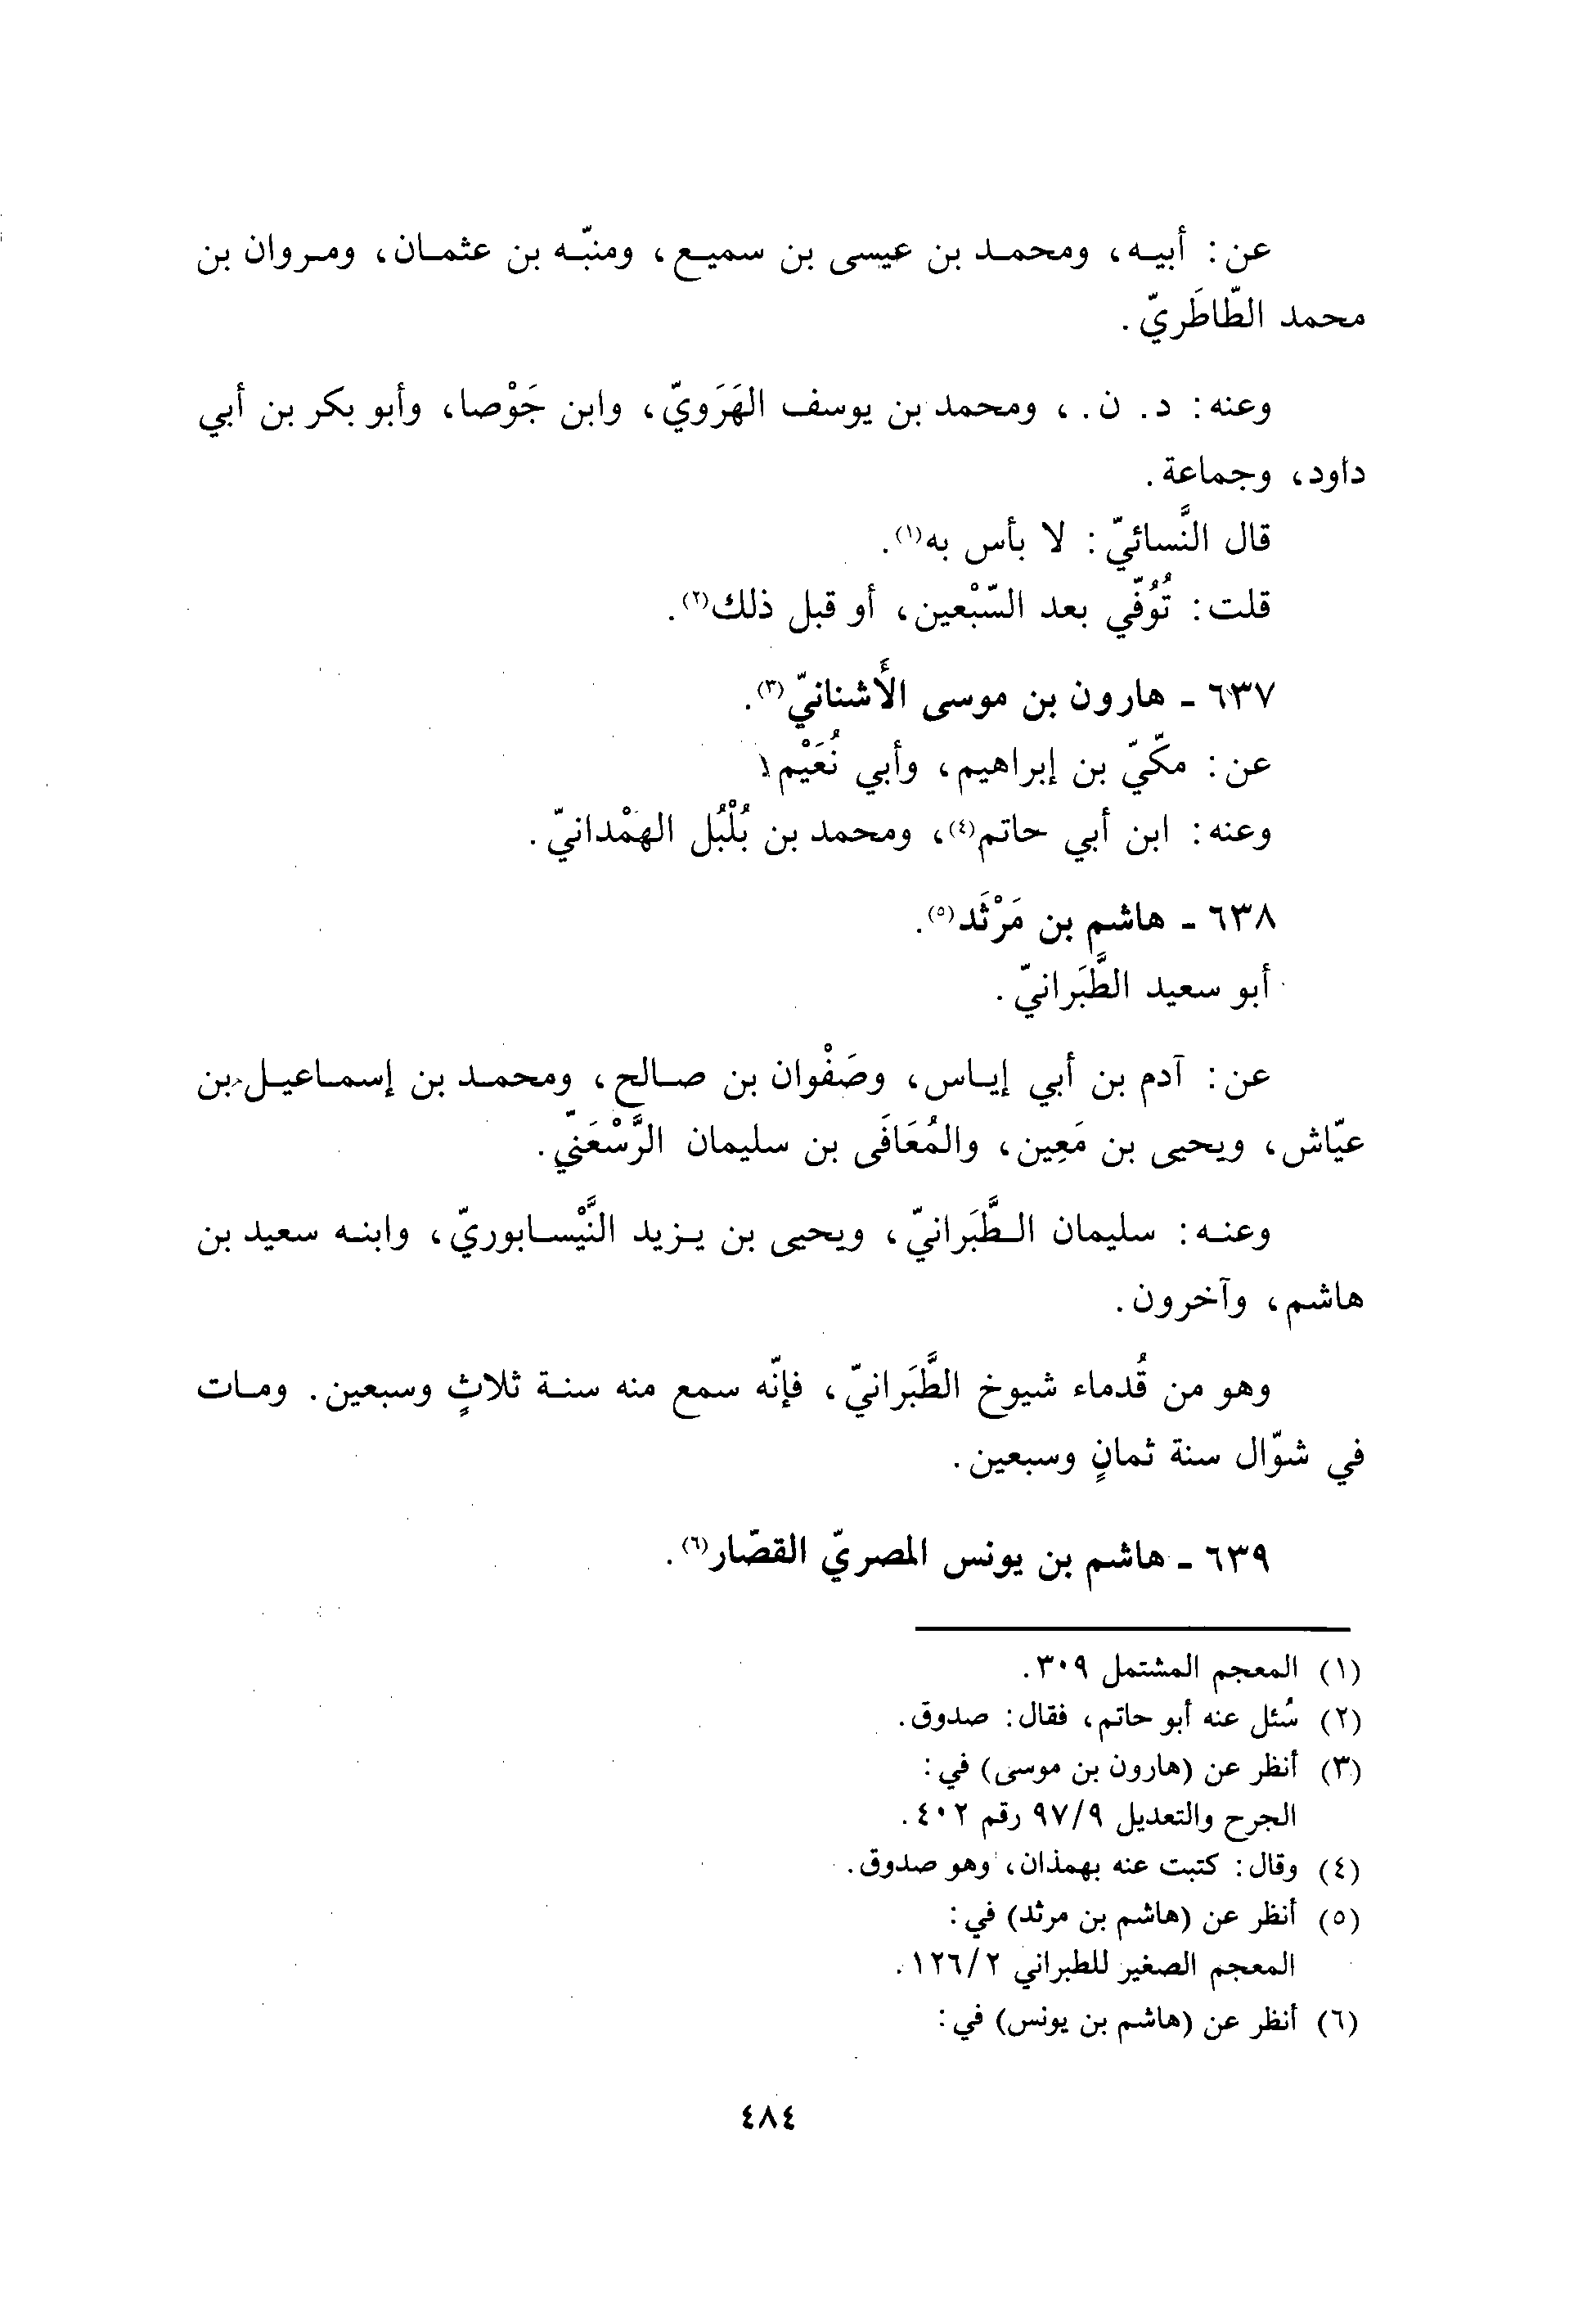 عن: أبيه، ومحمد بن عيسى بن سميع، ومنبّه بن عثمان، ومروان بن
محمد الطّاطَريّ.
وعنه: د. ن.، ومحمد بن يوسف الهَرَويّ، وابن جَوْصا، وأبو بكر بن أبي
داود، وجماعة.
قال النَّسائيّ: لا بأس به(١).
قلت: تُوُفّي بعد السّبْعين، أو قبل ذلك(٢).
٦٣٧ - هارون بن موسى الأُشنانيّ(٣).
عن: مكّيّ بن إبراهيم، وأبي نُعَيْم.
وعنه: ابن أبي حاتم(٤)، ومحمد بن بُلْبُل الهمْدانيّ.
٦٣٨ - هاشم بن مَرْثَد(٥).
أبو سعيد الطَّبَرانيّ.
عن: آدم بن أبي إياس، وصَفْوان بن صالح، ومحمد بن إسماعيل بن
عيّاش، ويحيى بن مَعِين، والمُعَافَى بن سليمان الرَّسْعَنّي.
وعنه: سليمان الطَّبَرانيّ، ويحيى بن يزيد النَّيْسابوريّ، وابنه سعيد بن
هاشم، وآخرون.
وهو من قُدماء شيوخ الطَّبَرانيّ، فإنّه سمع منه سنة ثلاثٍ وسبعين. ومات
في شوّال سنة ثمانٍ وسبعين.
٦٣٩ - هاشم بن يونس المصريّ القصّار(٦).
(١) المعجم المشتمل ٣٠٩.
(٢) سُئل عنه أبو حاتم، فقال: صدوق.
(٣) أنظر عن (هارون بن موسى) في:
الجرح والتعديل ٩٧/٩ رقم ٤٠٢.
(٤) وقال: كتبت عنه بهمذان، وهو صدوق.
(٥) أنظر عن (هاشم بن مرثد) في:
المعجم الصغير للطبراني ١٢٦/٢.
(٦) أنظر عن (هاشم بن يونس) في:
٤٨٤